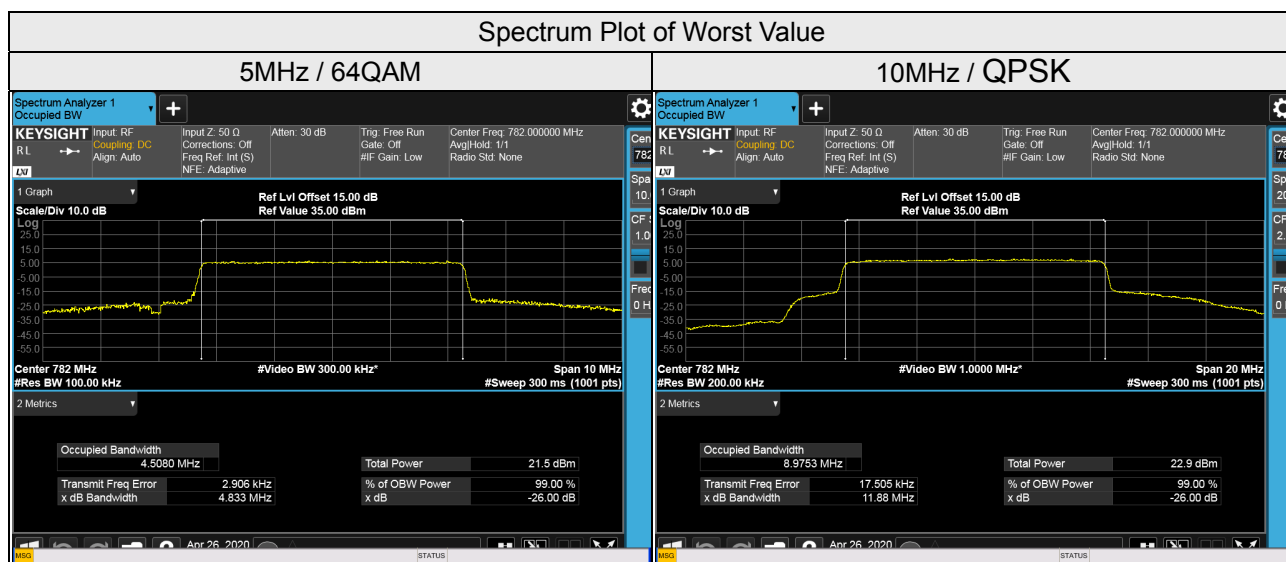 Spectrum Plot of Worst Value
5MHz / 64QAM
10MHz / QPSK
Spectrum Analyzer 1
Occupied BW
KEYSIGHT
RL
LXI
Input: RF
Coupling: DC
Align: Auto
Input Z: 50 Ω
Corrections: Off
Freq Ref: Int (S)
NFE: Adaptive
Atten: 30 dB
Trig: Free Run
Gate: Off
#IF Gain: Low
Center Freq: 782.000000 MHz
Avg|Hold: 1/1
Radio Std: None
1 Graph
Scale/Div 10.0 dB
Ref Lvl Offset 15.00 dB
Ref Value 35.00 dBm
Log
25.0
15.0
5.00
-5.00
-15.0
-25.0
-35.0
-45.0
-55.0
Center 782 MHz
#Res BW 100.00 kHz
#Video BW 300.00 kHz*
Span 10 MHz
#Sweep 300 ms (1001 pts)
2 Metrics
Occupied Bandwidth
4.5080 MHz
Total Power 21.5 dBm
Transmit Freq Error 2.906 kHz
% of OBW Power 99.00 %
x dB Bandwidth 4.833 MHz
x dB -26.00 dB
Apr 26, 2020
MSG
STATUS
Spectrum Analyzer 1
Occupied BW
KEYSIGHT
RL
LXI
Input: RF
Coupling: DC
Align: Auto
Input Z: 50 Ω
Corrections: Off
Freq Ref: Int (S)
NFE: Adaptive
Atten: 30 dB
Trig: Free Run
Gate: Off
#IF Gain: Low
Center Freq: 782.000000 MHz
Avg|Hold: 1/1
Radio Std: None
1 Graph
Scale/Div 10.0 dB
Ref Lvl Offset 15.00 dB
Ref Value 35.00 dBm
Log
25.0
15.0
5.00
-5.00
-15.0
-25.0
-35.0
-45.0
-55.0
Center 782 MHz
#Res BW 200.00 kHz
#Video BW 1.0000 MHz*
Span 20 MHz
#Sweep 300 ms (1001 pts)
2 Metrics
Occupied Bandwidth
8.9753 MHz
Total Power 22.9 dBm
Transmit Freq Error 17.505 kHz
% of OBW Power 99.00 %
x dB Bandwidth 11.88 MHz
x dB -26.00 dB
Apr 26, 2020
MSG
STATUS